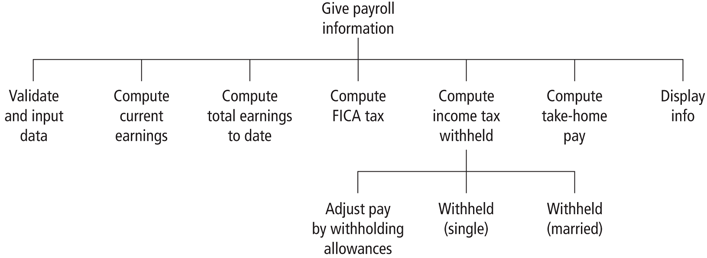 Give payroll
information
Validate
and input
data
Compute
current
earnings
Compute
total earnings
to date
Compute
FICA tax
Compute
income tax
withheld
Compute
take-home
pay
Display
info
Adjust pay
by withholding
allowances
Withheld
(single)
Withheld
(married)